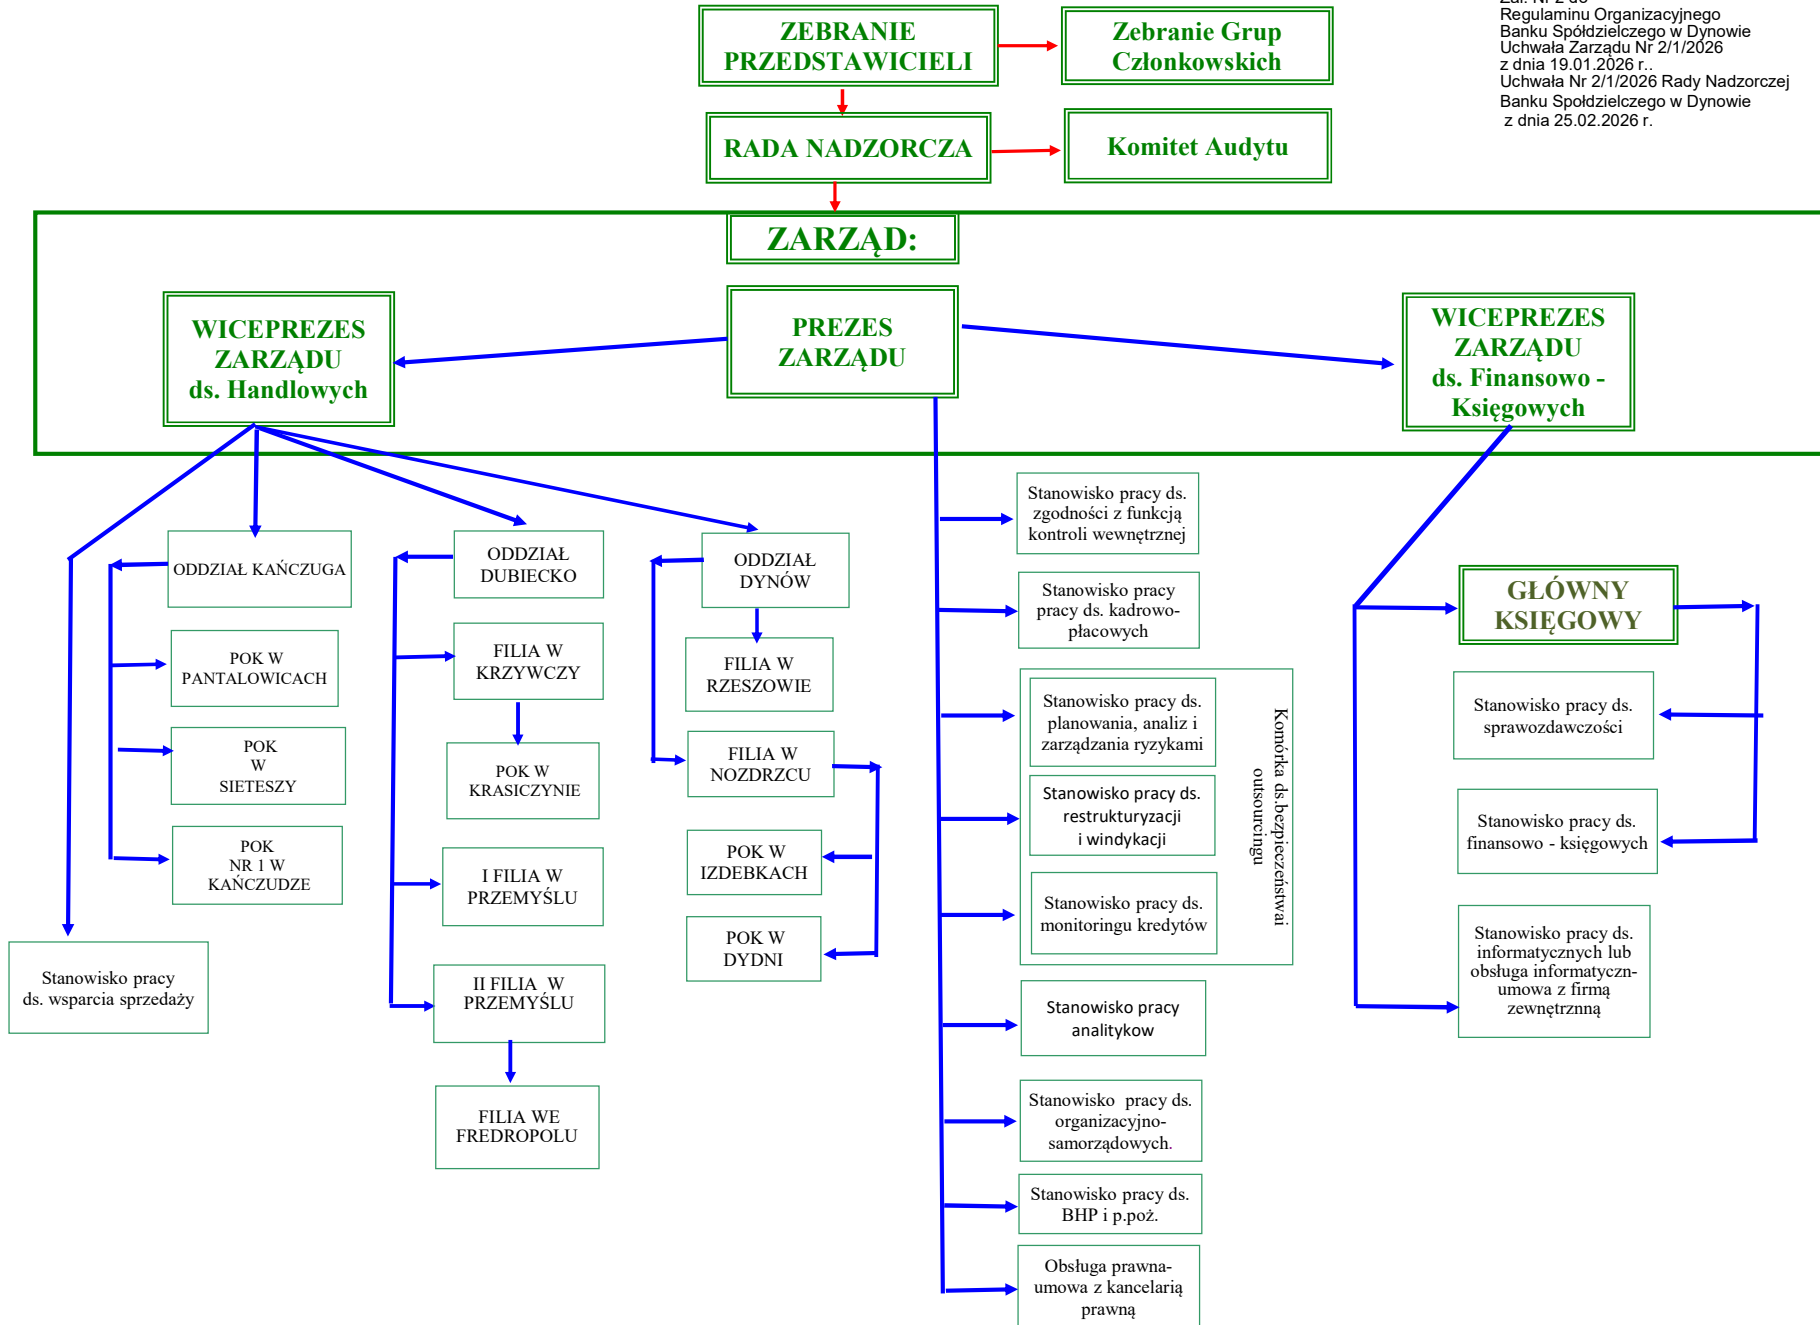 Zał. Nr 2 do
Regulaminu Organizacyjnego
Banku Spółdzielczego w Dynowie
Uchwała Zarządu Nr 2/1/2026
z dnia 19.01.2026 r..
Uchwała Nr 2/1/2026 Rady Nadzorczej
Banku Społdzielczego w Dynowie
z dnia 25.02.2026 r.
ZEBRANIE
PRZEDSTAWICIELI
Zebranie Grup
Członkowskich
RADA NADZORCZA
Komitet Audytu
ZARZĄD:
WICEPREZES
ZARZĄDU
ds. Handlowych
PREZES
ZARZĄDU
WICEPREZES
ZARZĄDU
ds. Finansowo -
Księgowych
ODDZIAŁ KAŃCZUGA
POK W
PANTALOWICACH
POK
W
SIETESZY
POK
NR 1 W
KAŃCZUDZE
Stanowisko pracy
ds. wsparcia sprzedaży
ODDZIAŁ
DUBIECKO
FILIA W
KRZYWCZY
POK W
KRASICZYNIE
I FILIA W
PRZEMYŚLU
II FILIA  W
PRZEMYŚLU
FILIA WE
FREDROPOLU
ODDZIAŁ
DYNÓW
FILIA W
RZESZOWIE
FILIA W
NOZDRZCU
POK W
IZDEBKACH
POK W
DYDNI
Stanowisko pracy ds.
zgodności z funkcją
kontroli wewnętrznej
Stanowisko pracy
pracy ds. kadrowo-
płacowych
Stanowisko pracy ds.
planowania, analiz i
zarządzania ryzykami
Stanowisko pracy ds.
restrukturyzacji
i windykacji
Stanowisko pracy ds.
monitoringu kredytów
Komórka ds.bezpieczeństwai
outsourcingu
Stanowisko pracy
analitykow
Stanowisko  pracy ds.
organizacyjno-
samorządowych.
Stanowisko pracy ds.
BHP i p.poż.
Obsługa prawna-
umowa z kancelarią
prawną
GŁÓWNY
KSIĘGOWY
Stanowisko pracy ds.
sprawozdawczości
Stanowisko pracy ds.
finansowo - księgowych
Stanowisko pracy ds.
informatycznych lub
obsługa informatyczn-
umowa z firmą
zewnętrznną